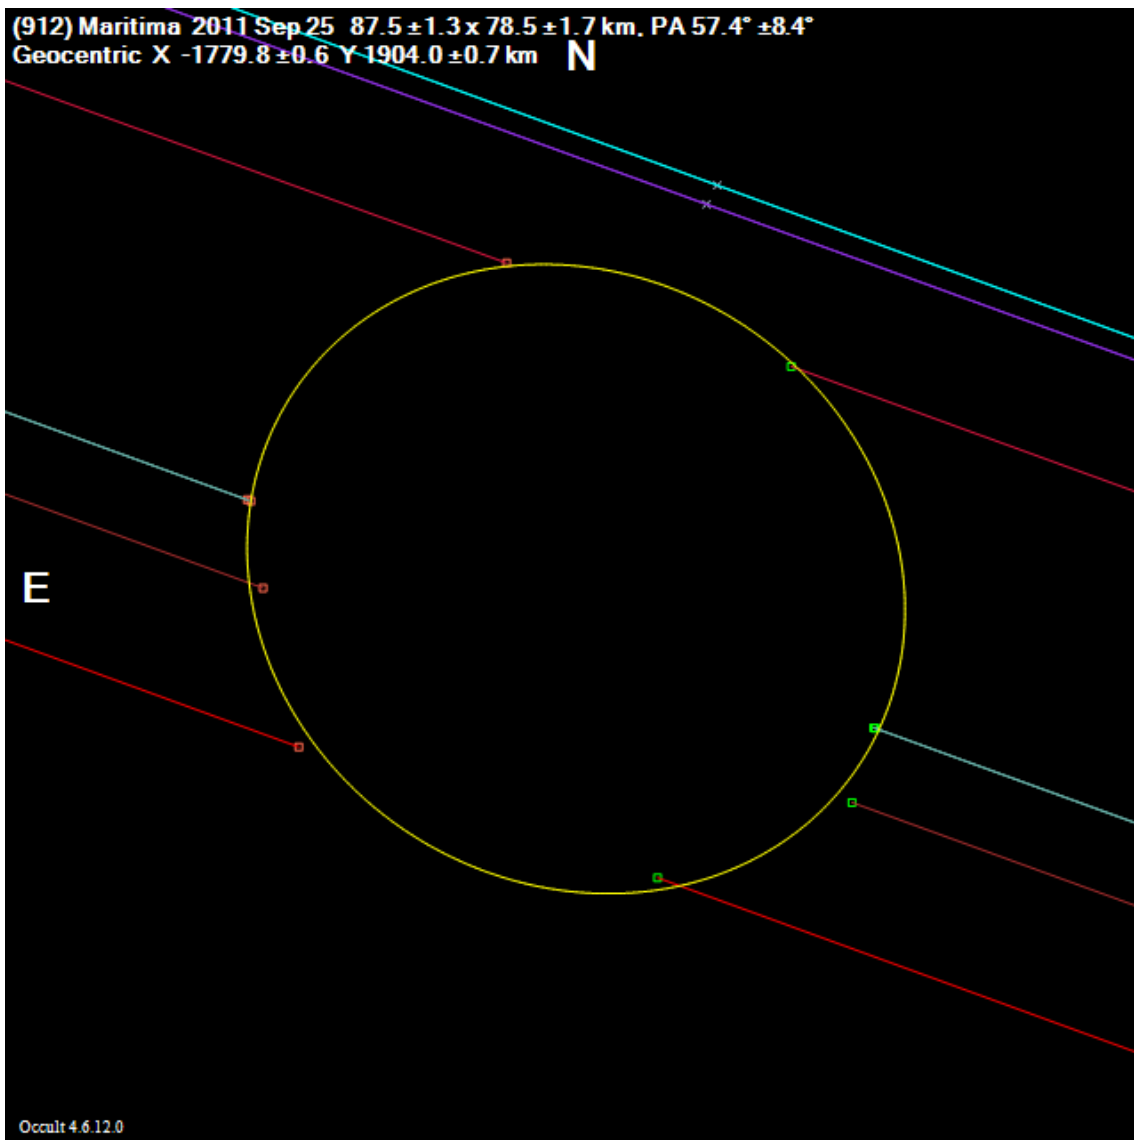 (912) Maritima 2011 Sep 25 87.5 ±1.3 x 78.5 ±1.7 km, PA 57.4° ±8.4°
Geocentric X -1779.8 ±0.6 Y 1904.0 ±0.7 km N
E
Occult 4.6.12.0